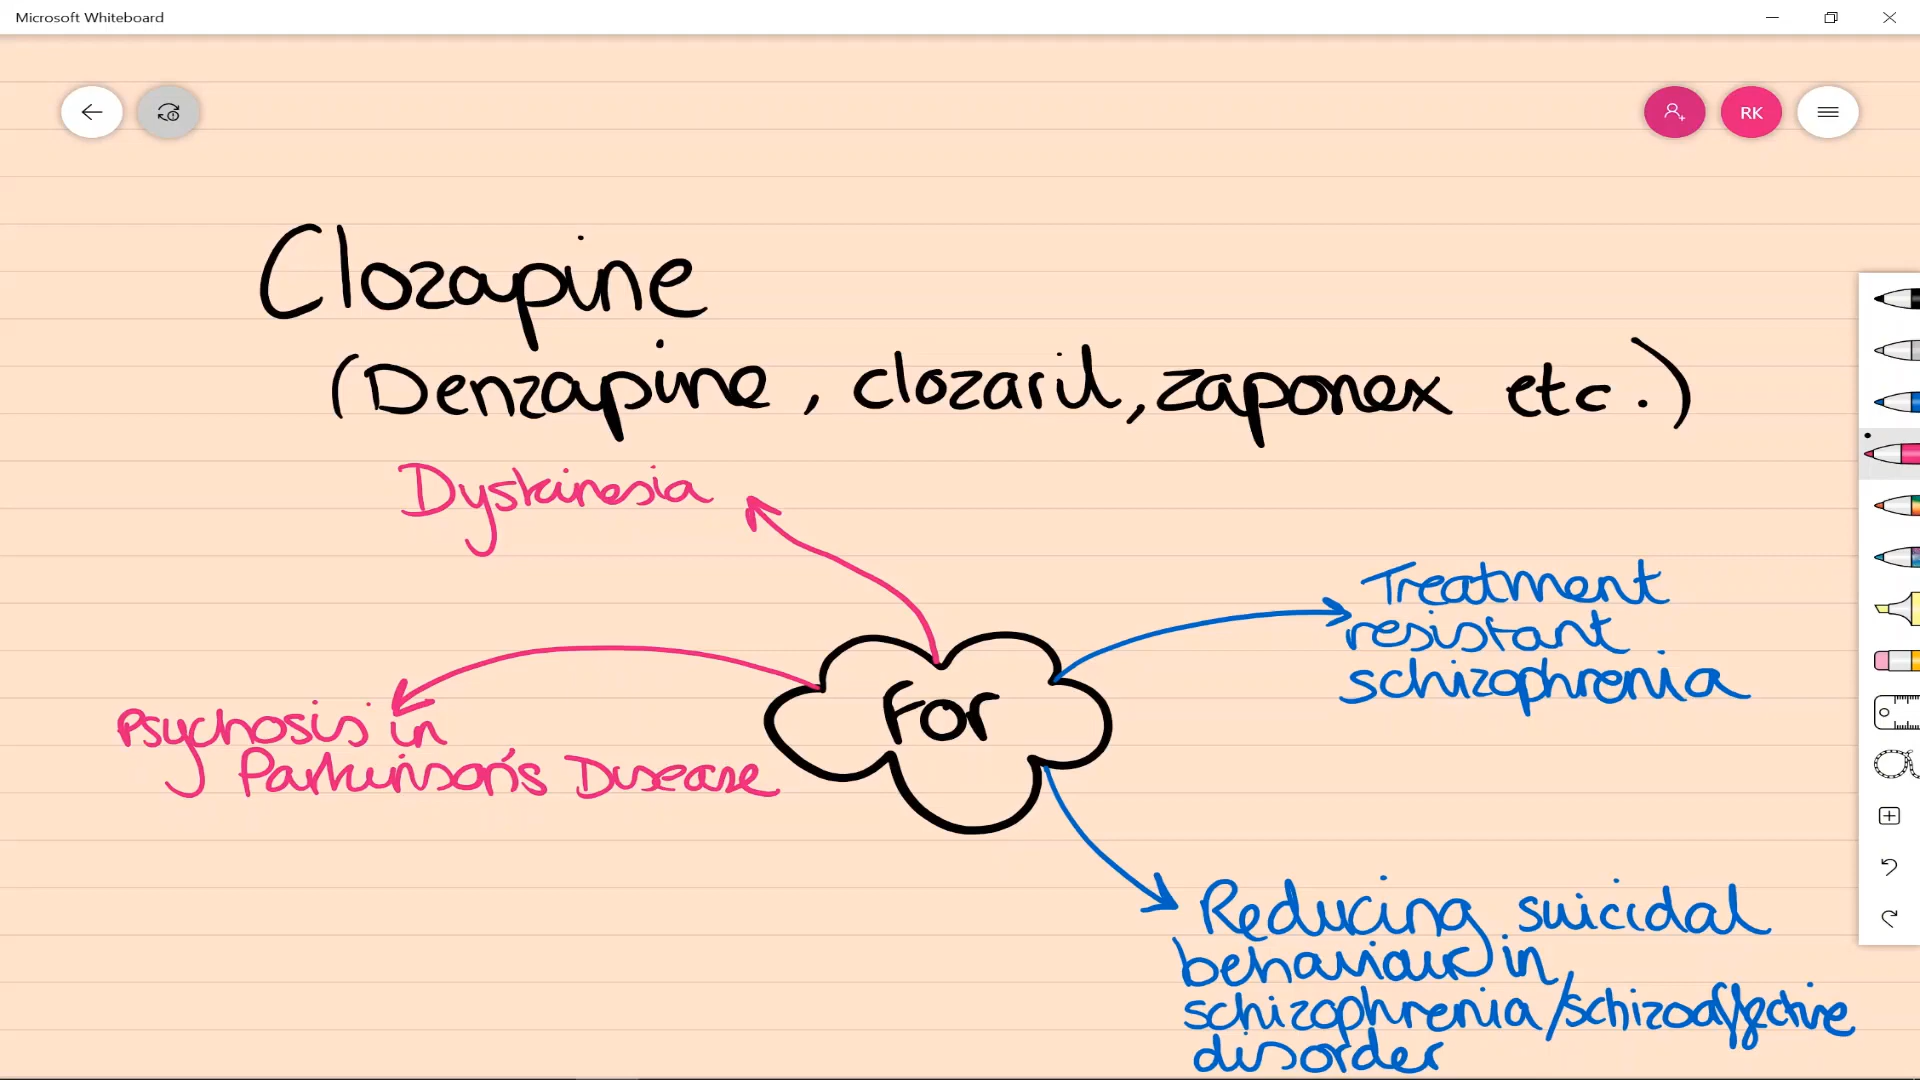 Microsoft Whiteboard
RK
Clozapine
(Denzapine, clozaril, zaponex etc.)
Dyskinesia
Treatment
resistant
schizophrenia
For
Psychosis in
Parkinson's Disease
Reducing suicidal
behaviour in
schizophrenia/schizoaffective
disorder